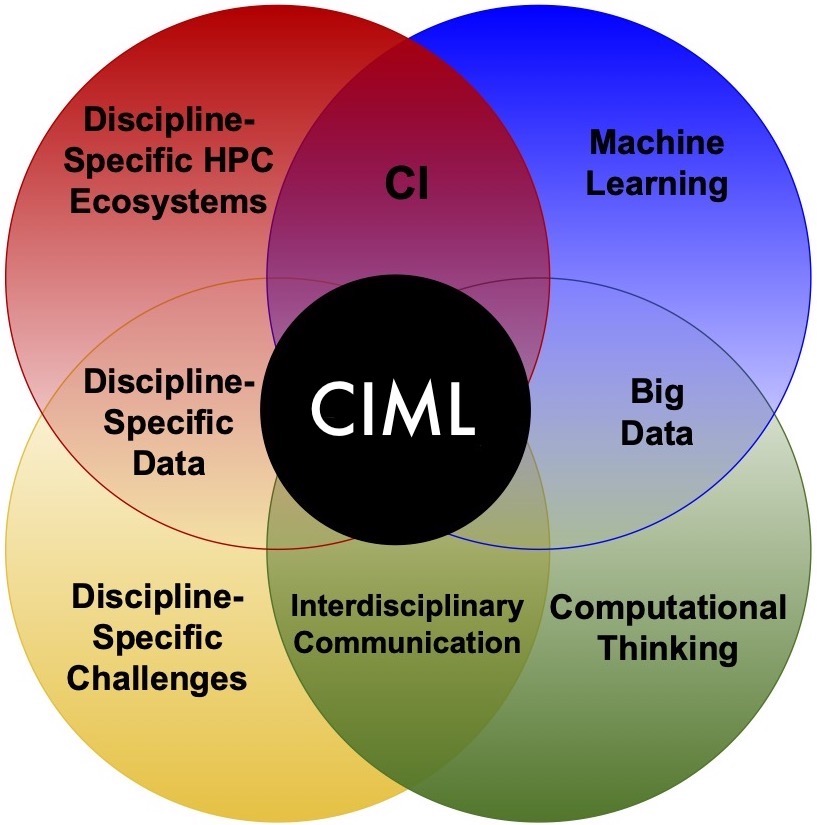 Discipline-
Specific HPC
Ecosystems
CI
Machine
Learning
Discipline-
Specific
Data
CIML
Big
Data
Discipline-
Specific
Challenges
Interdisciplinary
Communication
Computational
Thinking